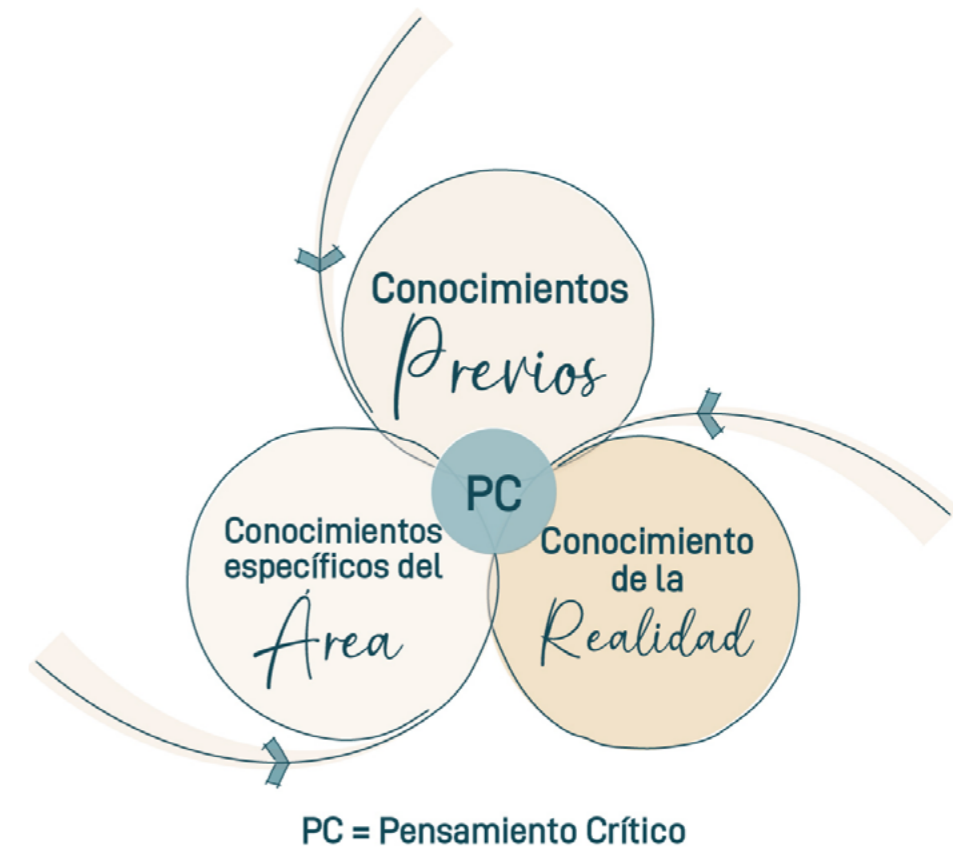 Conocimientos
Previos
PC
Conocimientos
específicos del
Área
Conocimiento
de la
Realidad
PC = Pensamiento Crítico